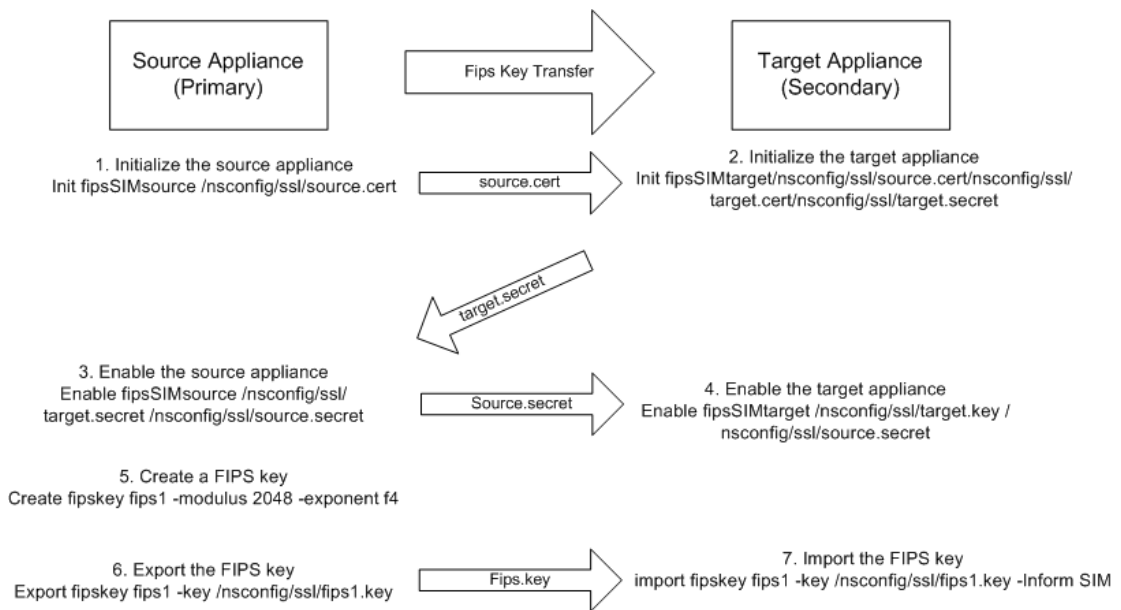 Source Appliance
(Primary)
Fips Key Transfer
Target Appliance
(Secondary)
1. Initialize the source appliance
Init fipsSIMsource /nsconfig/ssl/source.cert
source.cert
2. Initialize the target appliance
Init fipsSIMtarget/nsconfig/ssl/source.cert/nsconfig/ssl/
target.cert/nsconfig/ssl/target.secret
target.secret
3. Enable the source appliance
Enable fipsSIMsource /nsconfig/ssl/
target.secret /nsconfig/ssl/source.secret
Source.secret
4. Enable the target appliance
Enable fipsSIMtarget /nsconfig/ssl/target.key /
nsconfig/ssl/source.secret
5. Create a FIPS key
Create fipskey fips1 -modulus 2048 -exponent f4
6. Export the FIPS key
Export fipskey fips1 -key /nsconfig/ssl/fips1.key
Fips.key
7. Import the FIPS key
import fipskey fips1 -key /nsconfig/ssl/fips1.key -Inform SIM